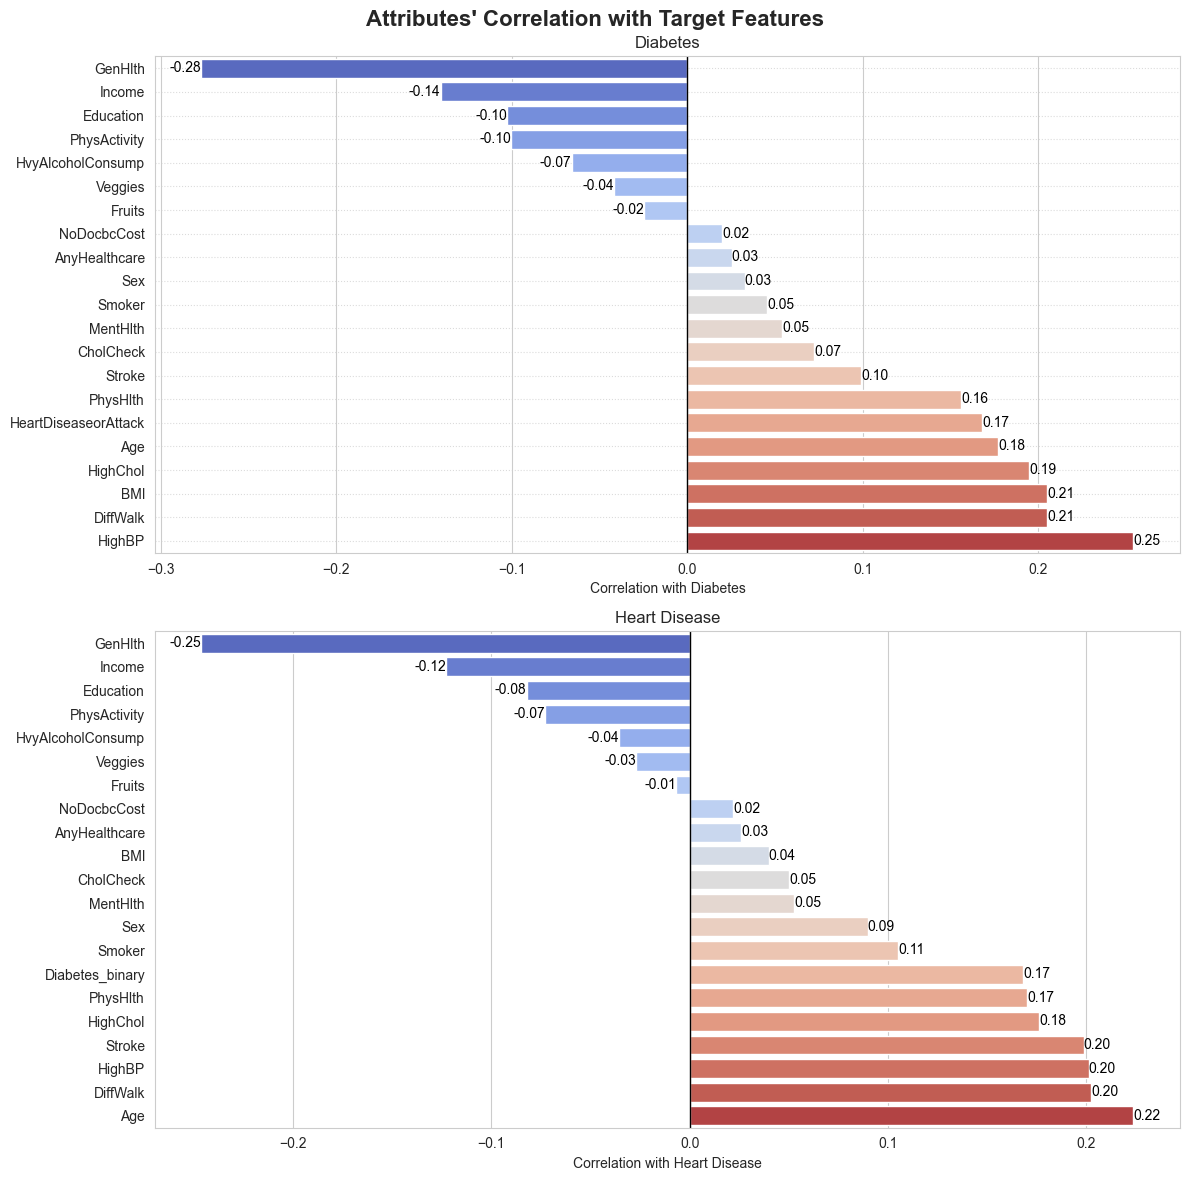 Attributes' Correlation with Target Features
Diabetes
GenHlth -0.28
Income -0.14
Education -0.10
PhysActivity -0.10
HvyAlcoholConsump -0.07
Veggies -0.04
Fruits -0.02
NoDocbcCost 0.02
AnyHealthcare 0.03
Sex 0.03
Smoker 0.05
MentHlth 0.05
CholCheck 0.07
Stroke 0.10
PhysHlth 0.16
HeartDiseaseorAttack 0.17
Age 0.18
HighChol 0.19
BMI 0.21
DiffWalk 0.21
HighBP 0.25
−0.3 −0.2 −0.1 0.0 0.1 0.2
Correlation with Diabetes
Heart Disease
GenHlth -0.25
Income -0.12
Education -0.08
PhysActivity -0.07
HvyAlcoholConsump -0.04
Veggies -0.03
Fruits -0.01
NoDocbcCost 0.02
AnyHealthcare 0.03
BMI 0.04
CholCheck 0.05
MentHlth 0.05
Sex 0.09
Smoker 0.11
Diabetes_binary 0.17
PhysHlth 0.17
HighChol 0.18
Stroke 0.20
HighBP 0.20
DiffWalk 0.20
Age 0.22
−0.2 −0.1 0.0 0.1 0.2
Correlation with Heart Disease